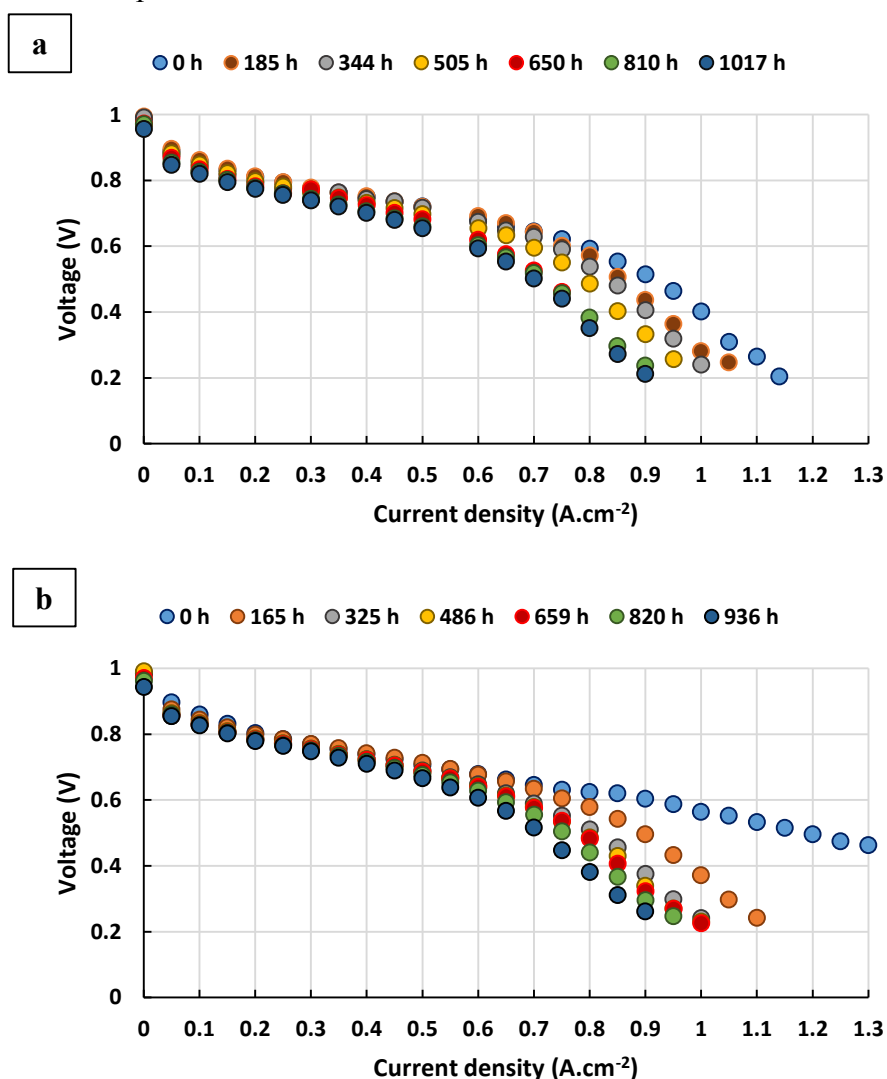 a
0 h 185 h 344 h 505 h 650 h 810 h 1017 h
1
0.8
0.6
0.4
0.2
0
Voltage (V)
0 0.1 0.2 0.3 0.4 0.5 0.6 0.7 0.8 0.9 1 1.1 1.2 1.3
Current density (A.cm⁻²)
b
0 h 165 h 325 h 486 h 659 h 820 h 936 h
1
0.8
0.6
0.4
0.2
0
Voltage (V)
0 0.1 0.2 0.3 0.4 0.5 0.6 0.7 0.8 0.9 1 1.1 1.2 1.3
Current density (A.cm⁻²)